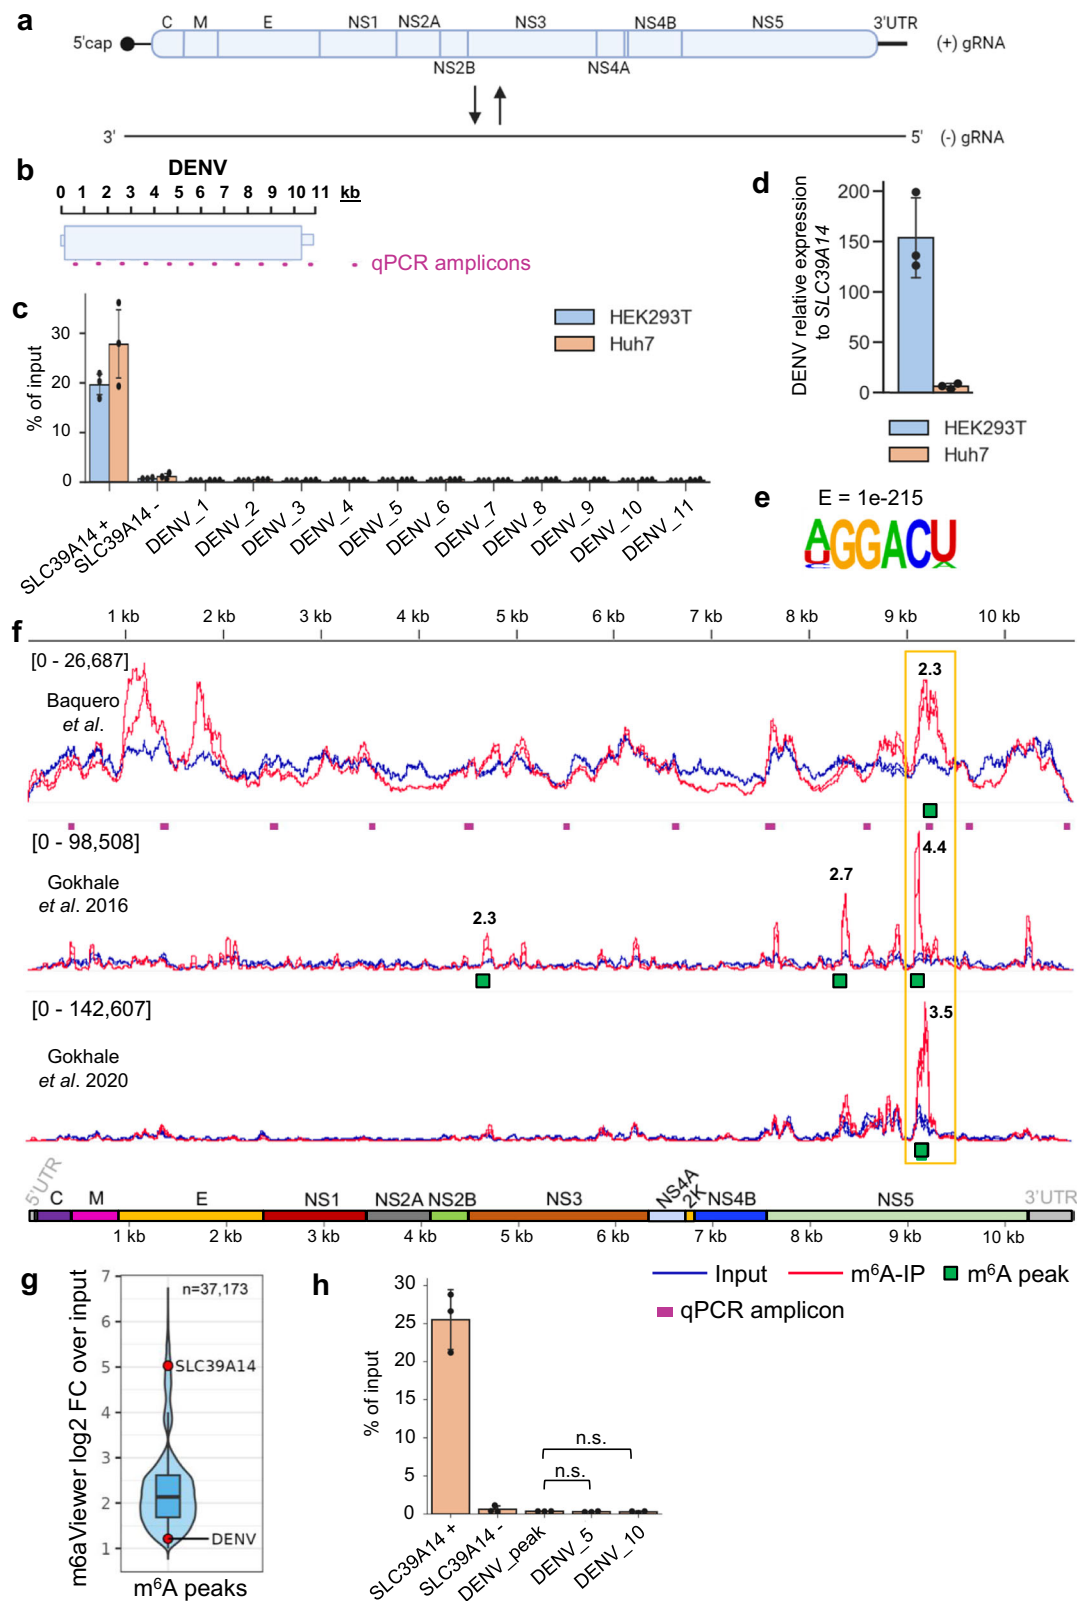 a
C M E NS1 NS2A NS3 NS4B NS5 3'UTR
5'cap (+) gRNA
NS2B NS4A
3' 5' (-) gRNA
b
DENV
0 1 2 3 4 5 6 7 8 9 10 11 kb
qPCR amplicons
c
% of input
30
20
10
0
HEK293T
Huh7
SLC39A14 +
SLC39A14 -
DENV_1
DENV_2
DENV_3
DENV_4
DENV_5
DENV_6
DENV_7
DENV_8
DENV_9
DENV_10
DENV_11
d
DENV relative expression
to SLC39A14
200
150
100
50
0
HEK293T
Huh7
e
E = 1e-215
AGGACU
f
1 kb 2 kb 3 kb 4 kb 5 kb 6 kb 7 kb 8 kb 9 kb 10 kb
[0 - 26,687]
Baquero
et al.
2.3
[0 - 98,508]
Gokhale
et al. 2016
2.3
2.7
4.4
[0 - 142,607]
Gokhale
et al. 2020
3.5
5'UTR C M E NS1 NS2A NS2B NS3 NS4A 2K NS4B NS5 3'UTR
1 kb 2 kb 3 kb 4 kb 5 kb 6 kb 7 kb 8 kb 9 kb 10 kb
Input m⁶A-IP m⁶A peak
qPCR amplicon
g
m6aViewer log2 FC over input
7
6
5
4
3
2
1
n=37,173
SLC39A14
DENV
m⁶A peaks
h
% of input
30
25
20
15
10
5
0
n.s.
n.s.
SLC39A14 +
SLC39A14 -
DENV_peak
DENV_5
DENV_10